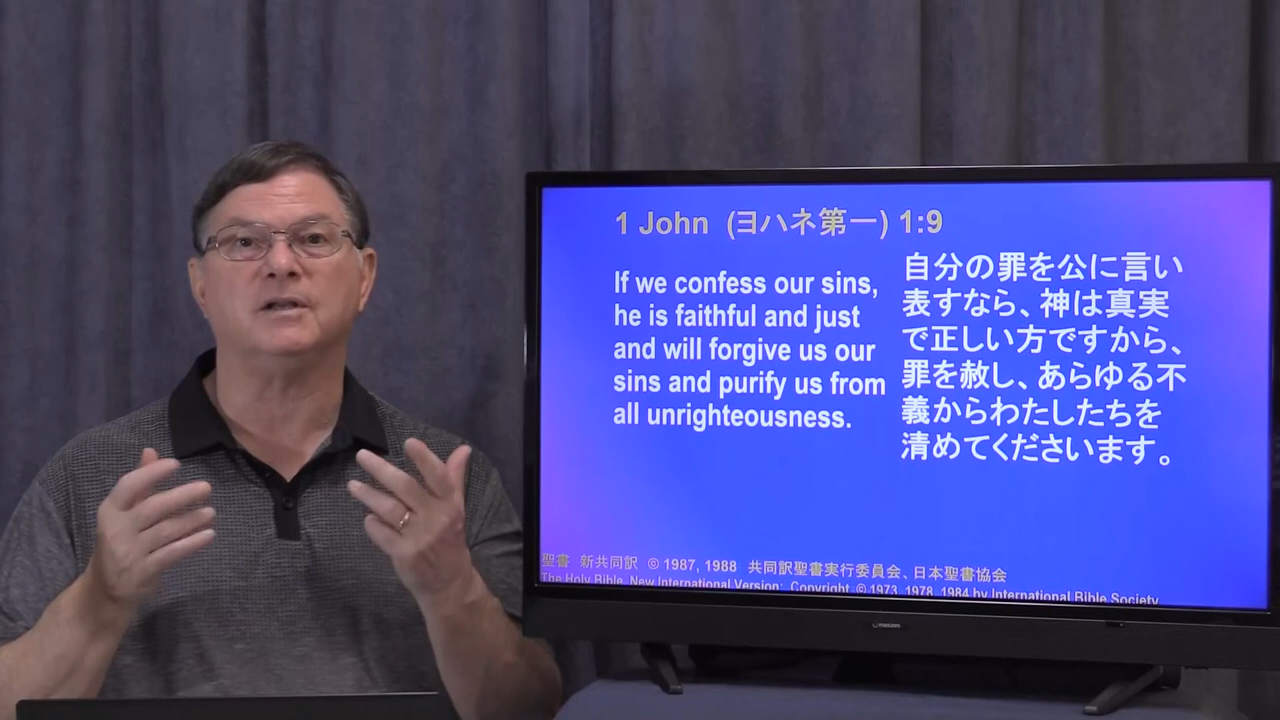 1 John (ヨハネ第一) 1:9
If we confess our sins,
he is faithful and just
and will forgive us our
sins and purify us from
all unrighteousness.
自分の罪を公に言い
表すなら、神は真実
で正しい方ですから、
罪を赦し、あらゆる不
義からわたしたちを
清めてくださいます。
聖書 新共同訳 © 1987, 1988 共同訳聖書実行委員会、日本聖書協会
The Holy Bible, New International Version; Copyright © 1973, 1978, 1984 by International Bible Society